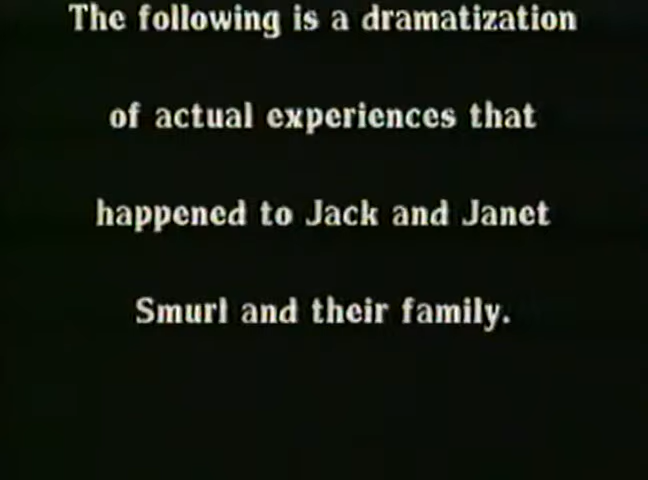 The following is a dramatization
of actual experiences that
happened to Jack and Janet
Smurl and their family.